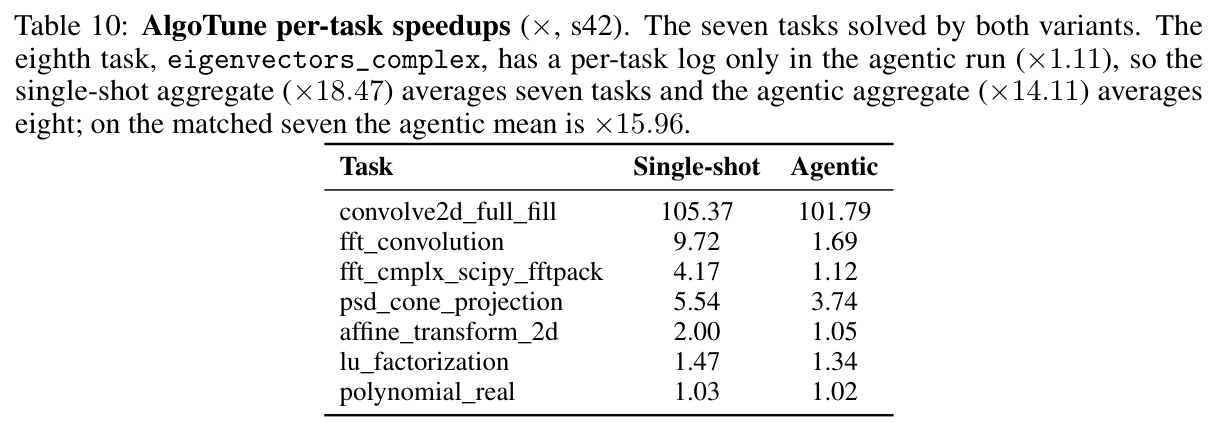 Table 10: AlgoTune per-task speedups (×, s42). The seven tasks solved by both variants. The
eighth task, eigenvectors_complex, has a per-task log only in the agentic run (×1.11), so the
single-shot aggregate (×18.47) averages seven tasks and the agentic aggregate (×14.11) averages
eight; on the matched seven the agentic mean is ×15.96.
Task Single-shot Agentic
convolve2d_full_fill 105.37 101.79
fft_convolution 9.72 1.69
fft_cmplx_scipy_fftpack 4.17 1.12
psd_cone_projection 5.54 3.74
affine_transform_2d 2.00 1.05
lu_factorization 1.47 1.34
polynomial_real 1.03 1.02